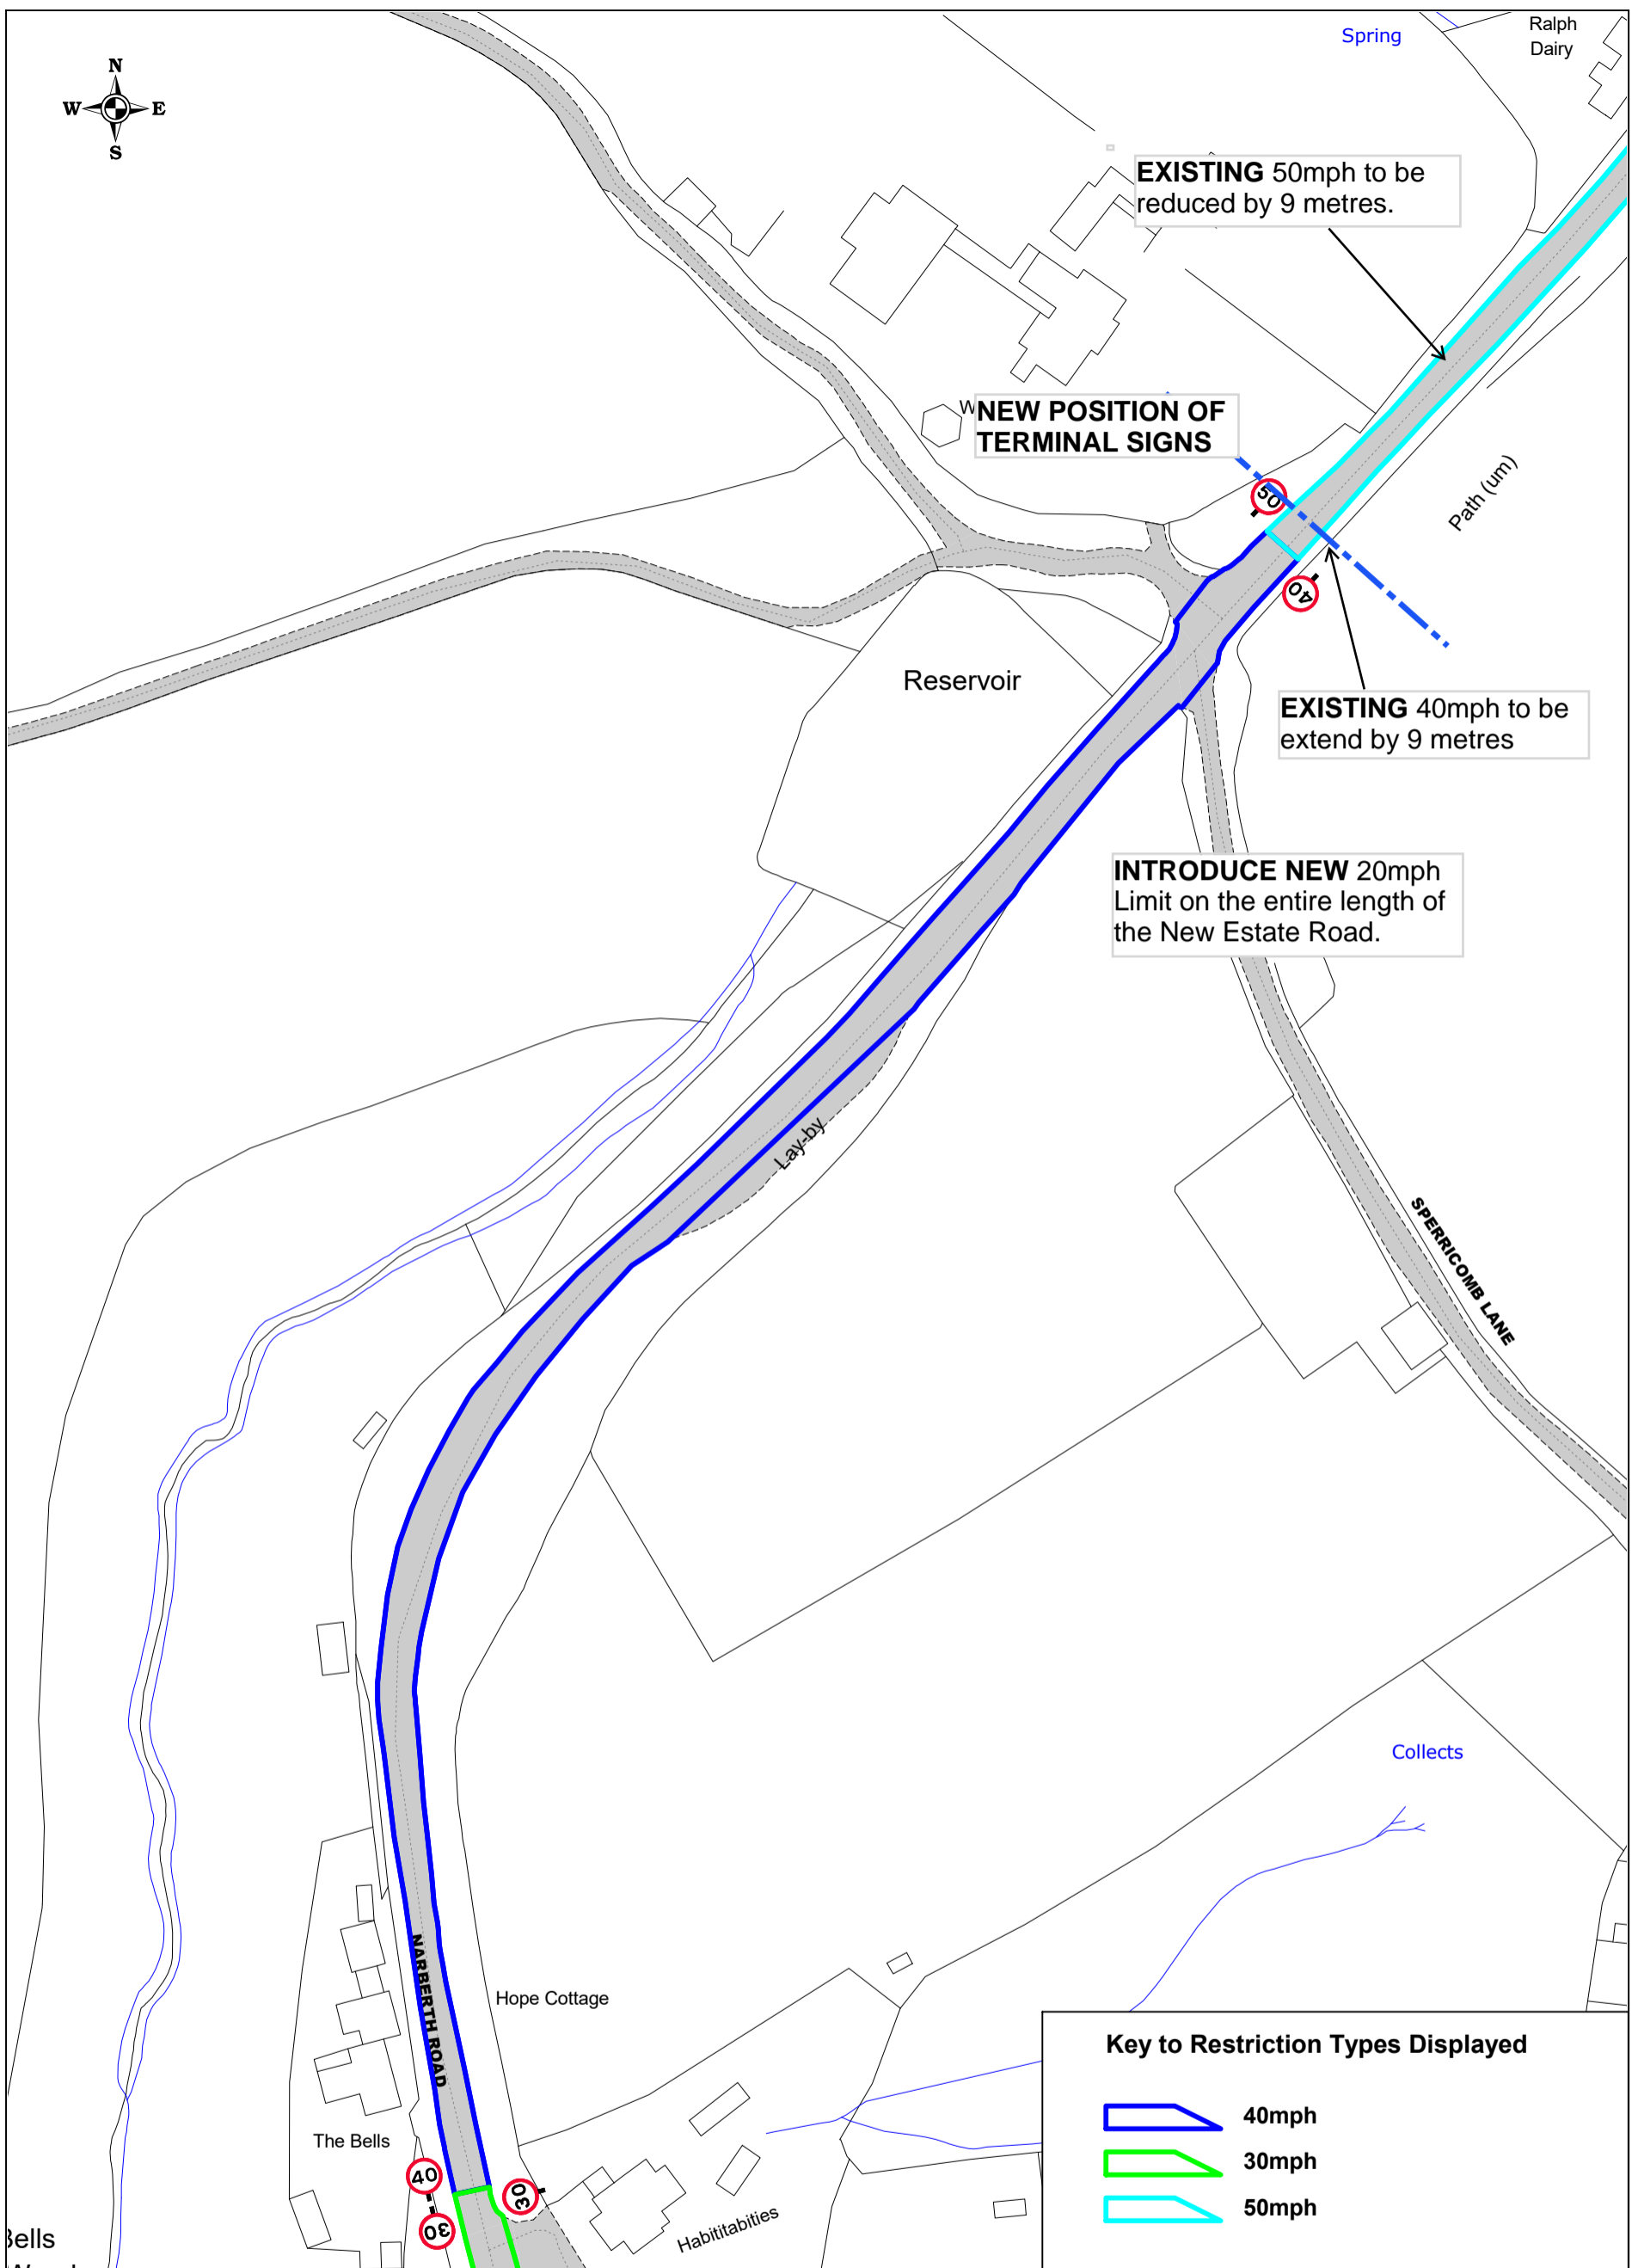 Spring
Ralph
Dairy
N
W E
S
EXISTING 50mph to be
reduced by 9 metres.
W
NEW POSITION OF
TERMINAL SIGNS
50
Path (um)
40
Reservoir
EXISTING 40mph to be
extend by 9 metres
INTRODUCE NEW 20mph
Limit on the entire length of
the New Estate Road.
Lay-by
SPERRICOMB LANE
Collects
NARBERTH ROAD
Hope Cottage
The Bells
40
30
30
Habititabities
Bells
Key to Restriction Types Displayed
40mph
30mph
50mph